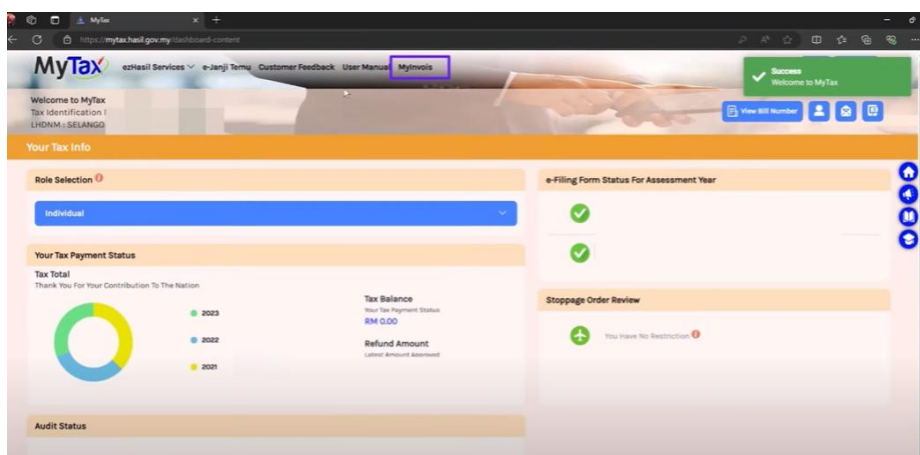 MyTax
https://mytax.hasil.gov.my/dashboard-content
MyTax ezHasil Services e-Janji Temu Customer Feedback User Manual MyInvois
Success
Welcome to MyTax
Welcome to MyTax
Tax Identification
LHDNM : SELANGO
View Bill Number
Your Tax Info
Role Selection
e-Filing Form Status For Assessment Year
Individual
Your Tax Payment Status
Tax Total
Thank You For Your Contribution To The Nation
2023
2022
2021
Tax Balance
Your Tax Payment Status
RM 0.00
Refund Amount
Latest Amount Approved
Stoppage Order Review
You Have No Restriction
Audit Status